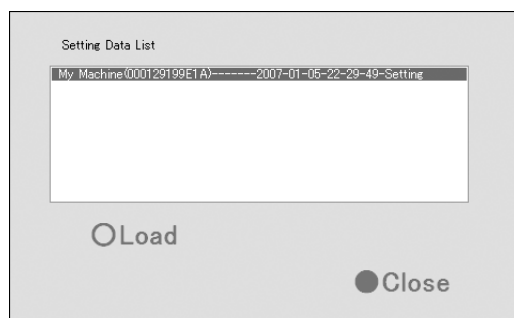 Setting Data List
My Machine(000129199E1A)-------2007-01-05-22-29-49-Setting
Load
Close